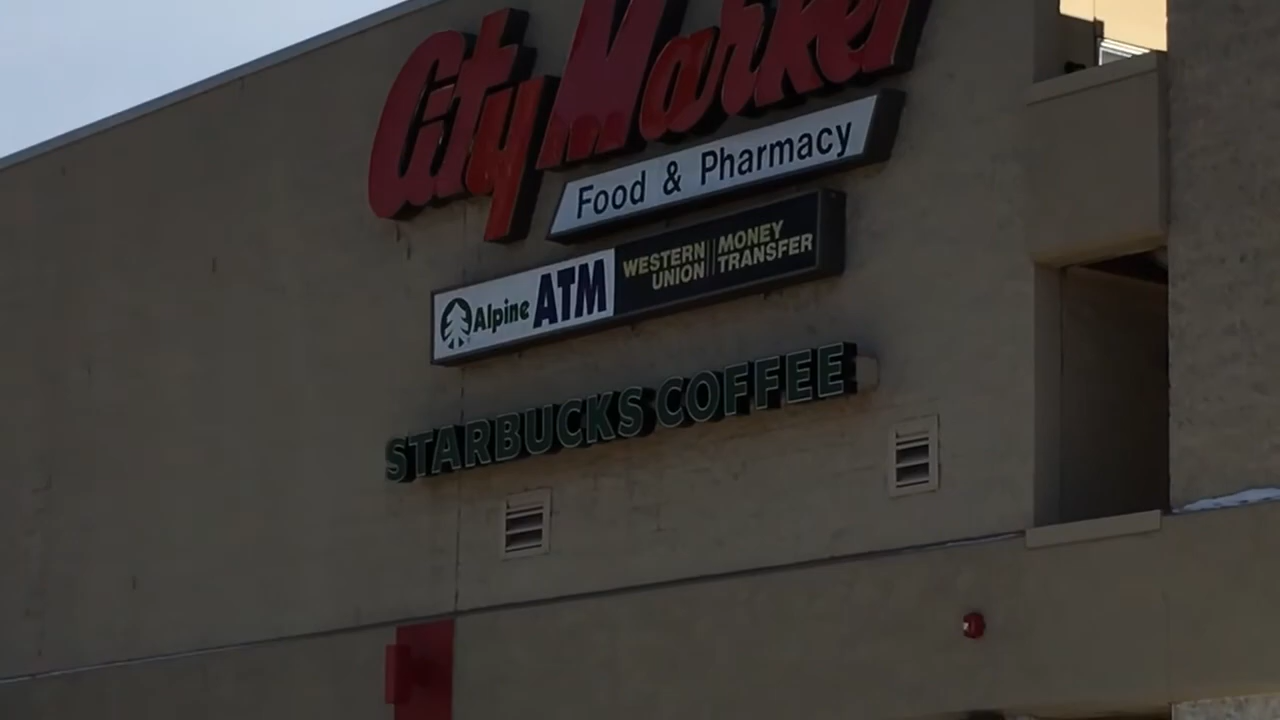 City Market
Food & Pharmacy
Alpine ATM WESTERN UNION MONEY TRANSFER
STARBUCKS COFFEE